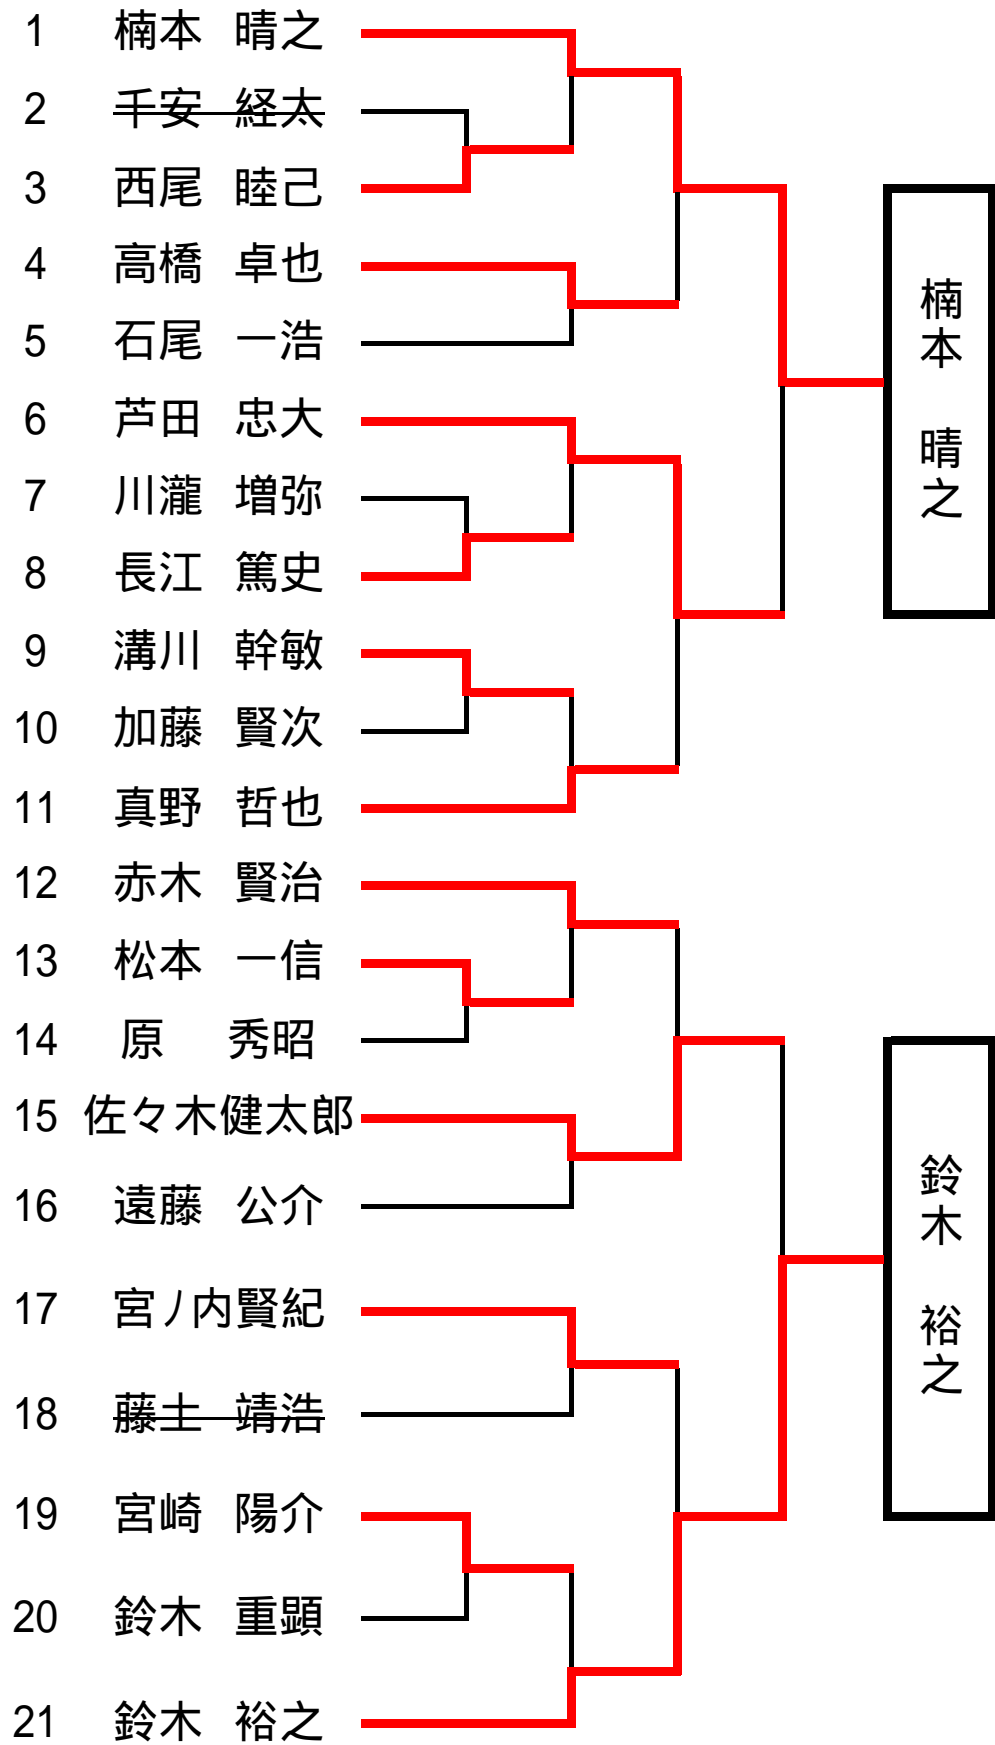 1 楠本 晴之
2 千安 経太
3 西尾 睦己
4 高橋 卓也
5 石尾 一浩
6 芦田 忠大
7 川瀧 増弥
8 長江 篤史
9 溝川 幹敏
10 加藤 賢次
11 真野 哲也
12 赤木 賢治
13 松本 一信
14 原 秀昭
15 佐々木健太郎
16 遠藤 公介
17 宮ノ内賢紀
18 藤土 靖浩
19 宮崎 陽介
20 鈴木 重顕
21 鈴木 裕之
楠本 晴之
鈴木 裕之